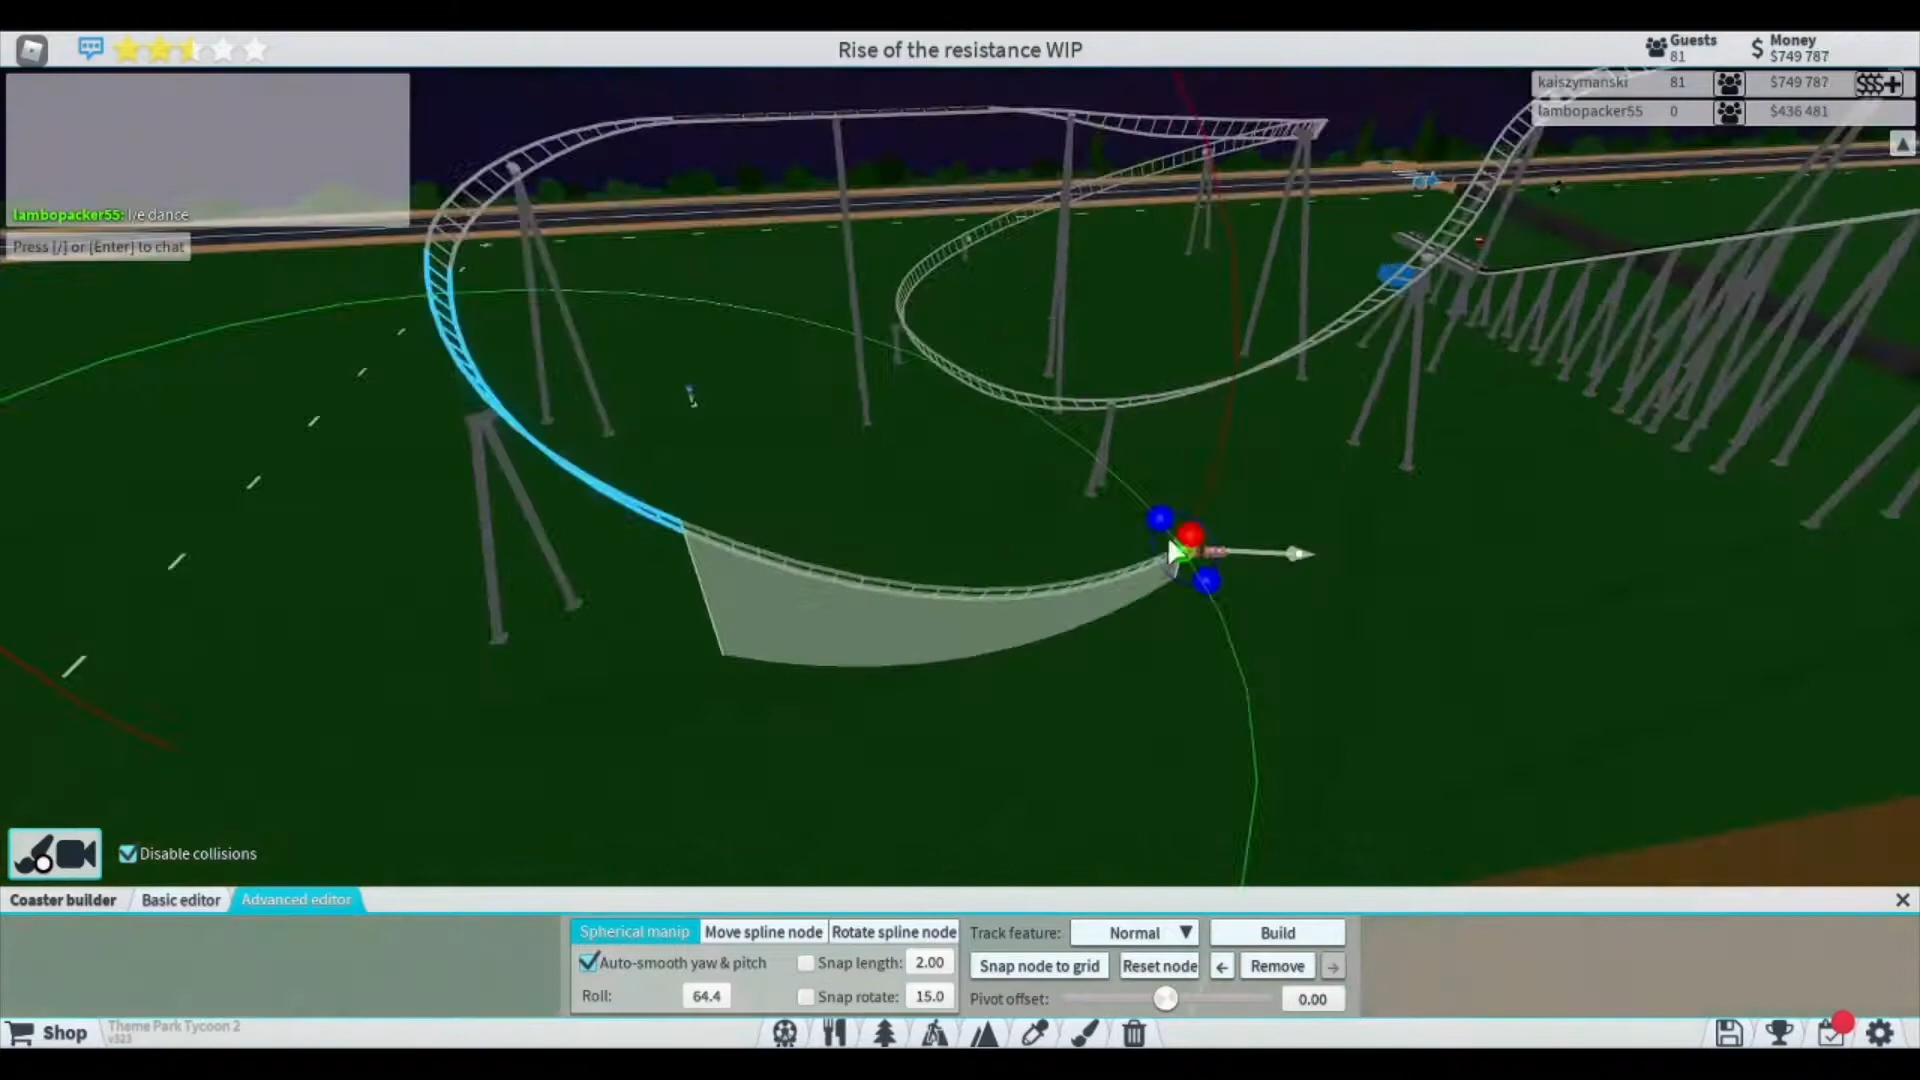 Rise of the resistance WIP
Guests
81
Money
$749 787
kaiszymanski 81 $749 787 $$$+
lambopacker55 0 $436 481
lambopacker55: l/e dance
Press [/] or [Enter] to chat
Disable collisions
Coaster builder Basic editor Advanced editor
Spherical manip Move spline node Rotate spline node Track feature: Normal Build
Auto-smooth yaw & pitch Snap length: 2.00 Snap node to grid Reset node Remove
Roll: 64.4 Snap rotate: 15.0 Pivot offset: 0.00
Shop
Theme Park Tycoon 2
v323